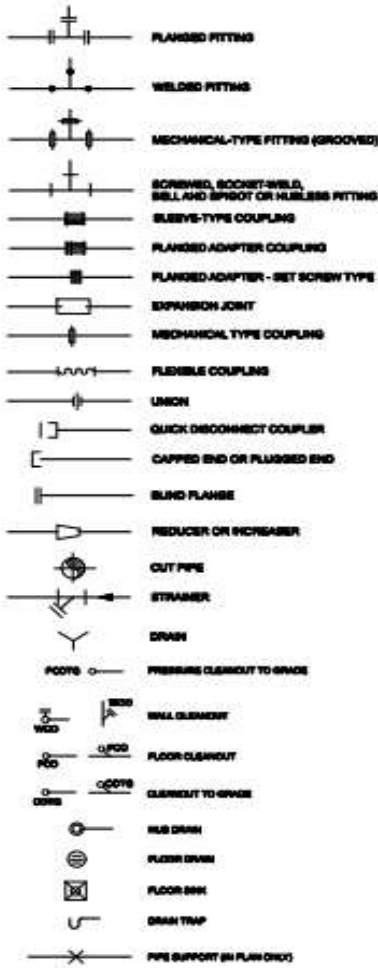 FLANGED FITTING
WELDED FITTING
MECHANICAL-TYPE FITTING (GROOVED)
SCREWED, SOCKET-WELD,
BELL AND SPIGOT OR HUBLESS FITTING
SLEEVE-TYPE COUPLING
FLANGED ADAPTER COUPLING
FLANGED ADAPTER - SET SCREW TYPE
EXPANSION JOINT
MECHANICAL TYPE COUPLING
FLEXIBLE COUPLING
UNION
QUICK DISCONNECT COUPLER
CAPPED END OR PLUGGED END
BLIND FLANGE
REDUCER OR INCREASER
CUT PIPE
STRAINER
DRAIN
PCOTG PRESSURE CLEANOUT TO GRADE
WCO WALL CLEANOUT
FCO FCO FLOOR CLEANOUT
COTG COTG CLEANOUT TO GRADE
HUB DRAIN
FLOOR DRAIN
FLOOR SINK
DRAIN TRAP
PIPE SUPPORT (IN PLAN ONLY)